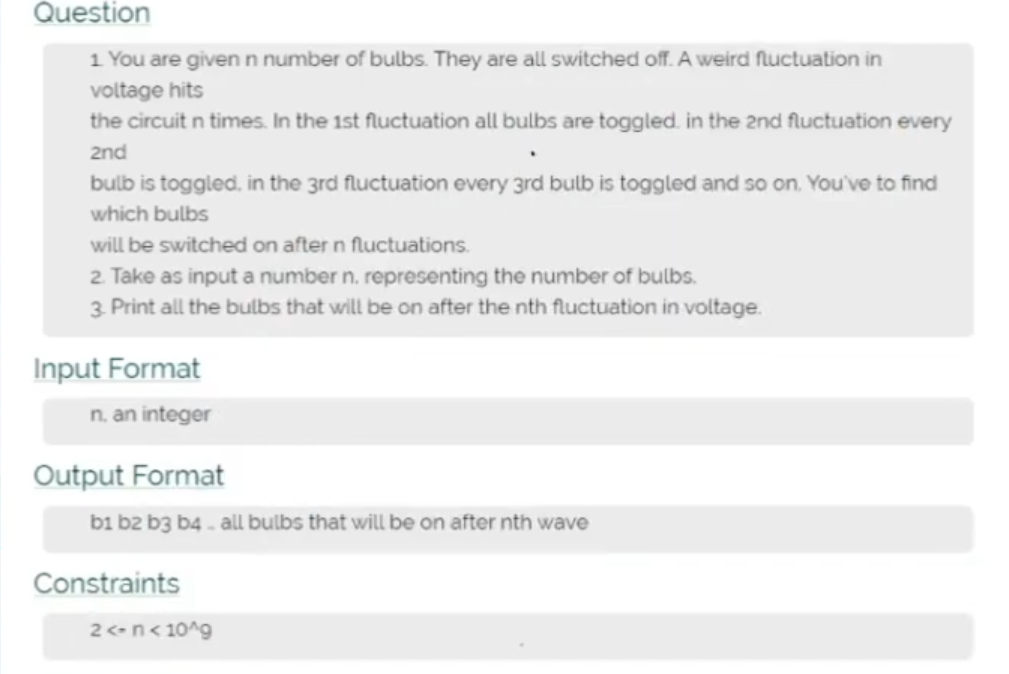 Question
1. You are given n number of bulbs. They are all switched off. A weird fluctuation in
voltage hits
the circuit n times. In the 1st fluctuation all bulbs are toggled. in the 2nd fluctuation every
2nd
bulb is toggled, in the 3rd fluctuation every 3rd bulb is toggled and so on. You've to find
which bulbs
will be switched on after n fluctuations.
2. Take as input a number n, representing the number of bulbs.
3. Print all the bulbs that will be on after the nth fluctuation in voltage.
Input Format
n, an integer
Output Format
b1 b2 b3 b4 .. all bulbs that will be on after nth wave
Constraints
2 <= n < 10^9